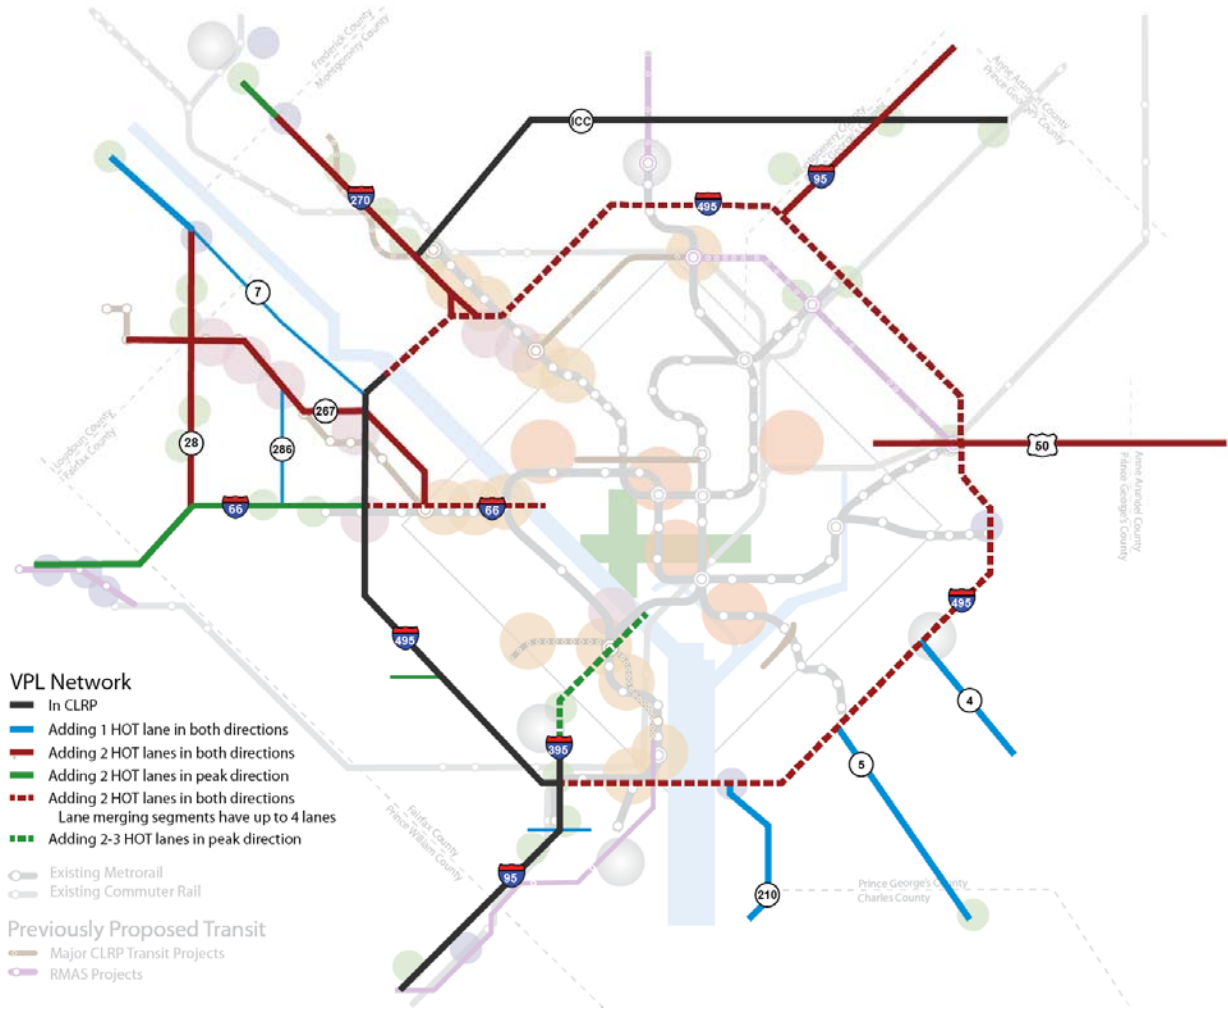 Frederick County
Montgomery County
Anne Arundel County
Prince George's County
ICC
95
270
495
7
267
28
286
50
66
66
Loudoun County
Fairfax County
Anne Arundel County
Prince George's County
495
495
4
395
5
95
210
Fairfax County
Prince William County
Prince George's County
Charles County
VPL Network
In CLRP
Adding 1 HOT lane in both directions
Adding 2 HOT lanes in both directions
Adding 2 HOT lanes in peak direction
Adding 2 HOT lanes in both directions
Lane merging segments have up to 4 lanes
Adding 2-3 HOT lanes in peak direction
Existing Metrorail
Existing Commuter Rail
Previously Proposed Transit
Major CLRP Transit Projects
RMAS Projects